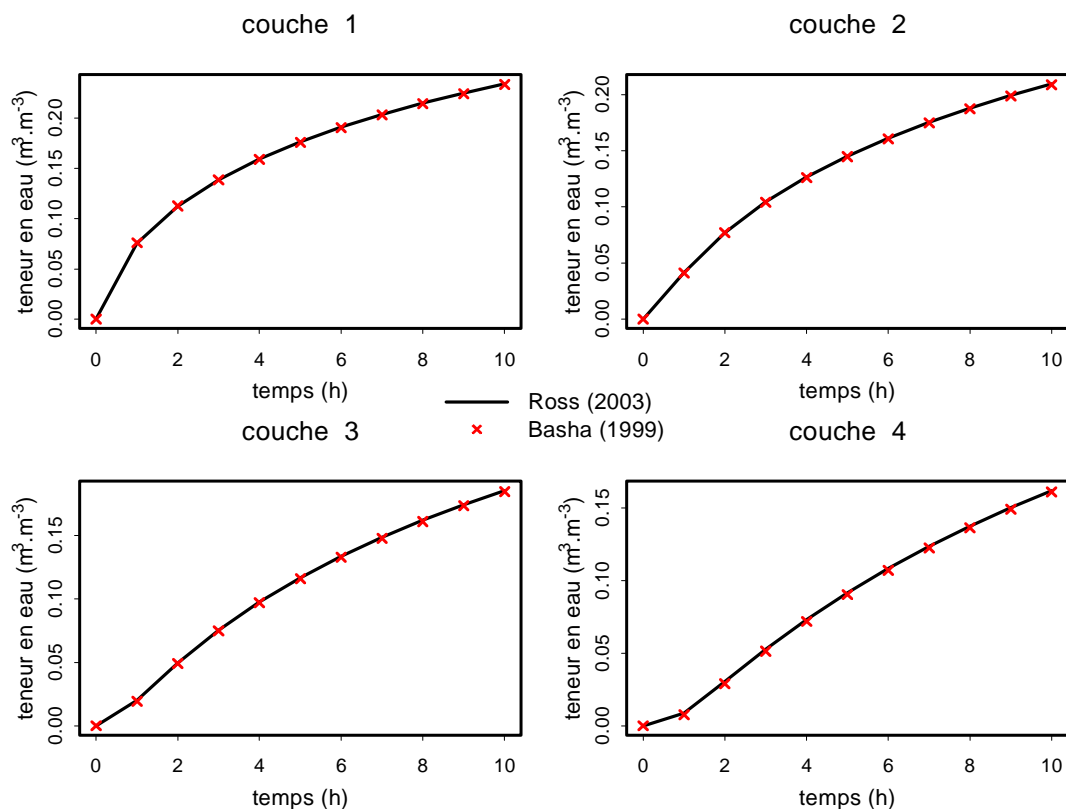 couche 1
couche 2
teneur en eau (m³.m⁻³)
0.00 0.05 0.10 0.15 0.20
0 2 4 6 8 10
temps (h)
teneur en eau (m³.m⁻³)
0.00 0.05 0.10 0.15 0.20
0 2 4 6 8 10
temps (h)
Ross (2003)
Basha (1999)
couche 3
couche 4
teneur en eau (m³.m⁻³)
0.00 0.05 0.10 0.15
0 2 4 6 8 10
temps (h)
teneur en eau (m³.m⁻³)
0.00 0.05 0.10 0.15
0 2 4 6 8 10
temps (h)